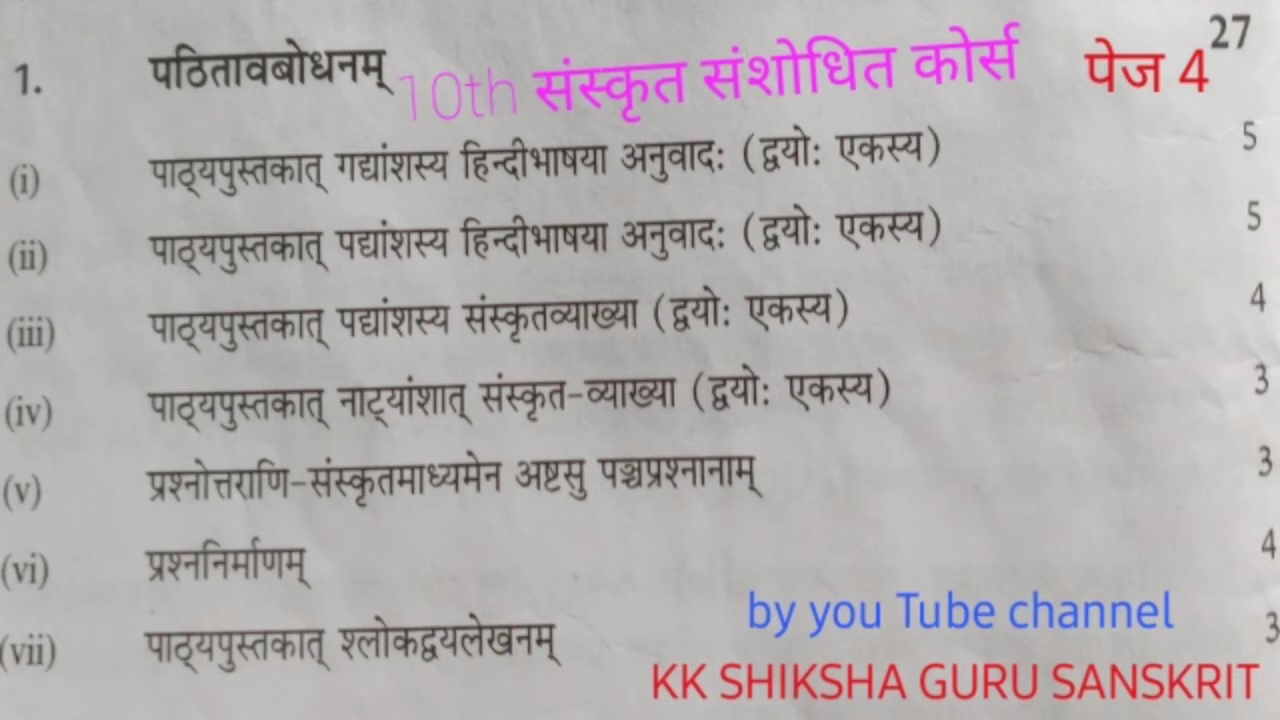 1. पठितावबोधनम् 10th संस्कृत संशोधित कोर्स पेज 4 27
(i) पाठ्यपुस्तकात् गद्यांशस्य हिन्दीभाषया अनुवादः (द्वयोः एकस्य) 5
(ii) पाठ्यपुस्तकात् पद्यांशस्य हिन्दीभाषया अनुवादः (द्वयोः एकस्य) 5
(iii) पाठ्यपुस्तकात् पद्यांशस्य संस्कृतव्याख्या (द्वयोः एकस्य) 4
(iv) पाठ्यपुस्तकात् नाट्यांशात् संस्कृत-व्याख्या (द्वयोः एकस्य) 3
(v) प्रश्नोत्तराणि-संस्कृतमाध्यमेन अष्टसु पञ्चप्रश्नानाम् 3
(vi) प्रश्ननिर्माणम् 4
by you Tube channel
(vii) पाठ्यपुस्तकात् श्लोकद्वयलेखनम् 3
KK SHIKSHA GURU SANSKRIT